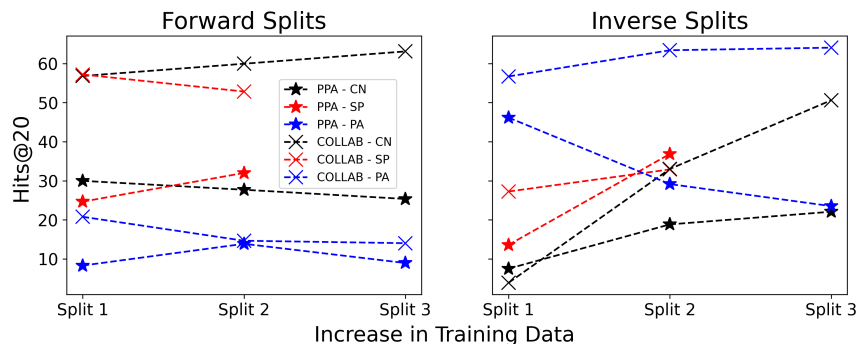 Forward Splits
Inverse Splits
Hits@20
60
50
40
30
20
10
PPA - CN
PPA - SP
PPA - PA
COLLAB - CN
COLLAB - SP
COLLAB - PA
Split 1
Split 2
Split 3
Split 1
Split 2
Split 3
Increase in Training Data